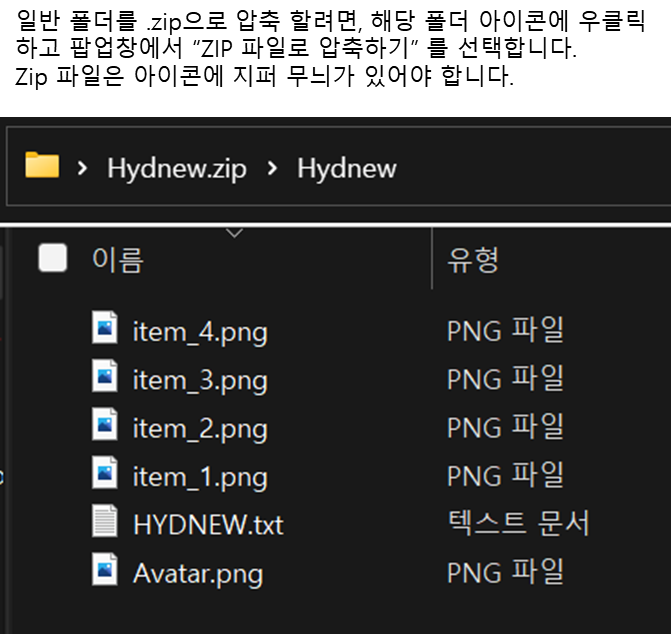 일반 폴더를 .zip으로 압축 할려면, 해당 폴더 아이콘에 우클릭
하고 팝업창에서 “ZIP 파일로 압축하기” 를 선택합니다.
Zip 파일은 아이콘에 지퍼 무늬가 있어야 합니다.
Hydnew.zip > Hydnew
이름 유형
item_4.png PNG 파일
item_3.png PNG 파일
item_2.png PNG 파일
item_1.png PNG 파일
HYDNEW.txt 텍스트 문서
Avatar.png PNG 파일